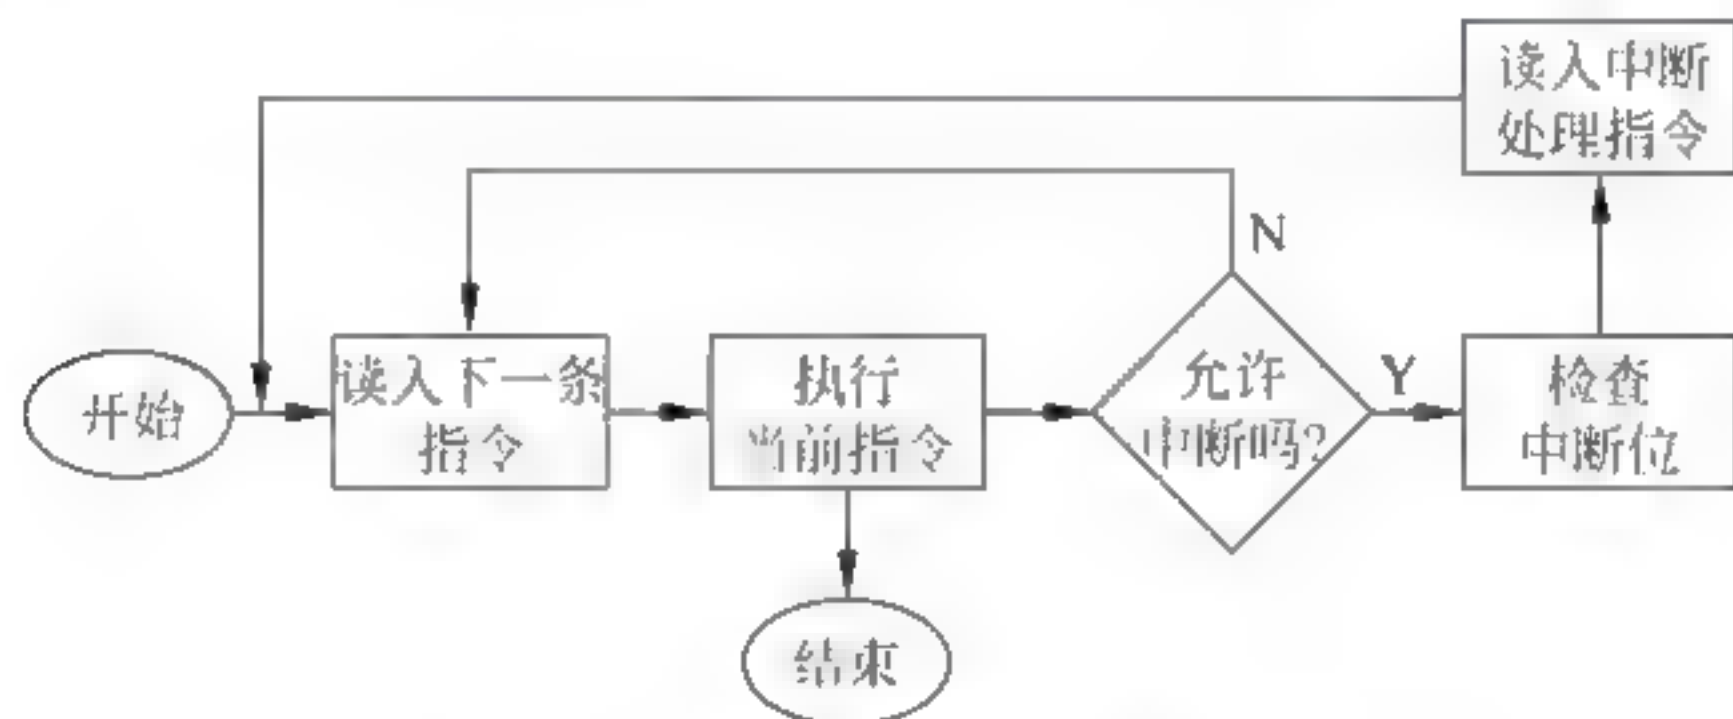 读入中断
处理指令
N
开始
读入下一条
指令
执行
当前指令
允许
中断吗?
Y
检查
中断位
结束